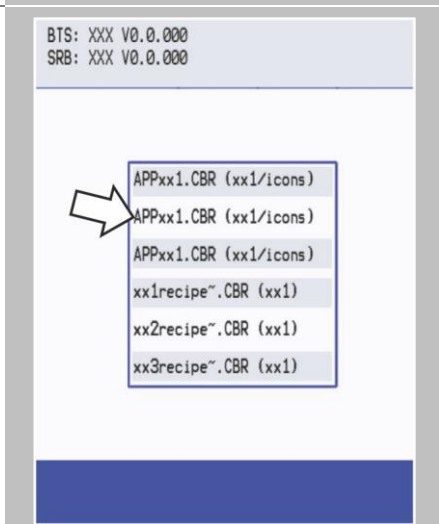 BTS: XXX V0.0.000
SRB: XXX V0.0.000
APPxx1.CBR (xx1/icons)
APPxx1.CBR (xx1/icons)
APPxx1.CBR (xx1/icons)
xx1recipe~.CBR (xx1)
xx2recipe~.CBR (xx1)
xx3recipe~.CBR (xx1)